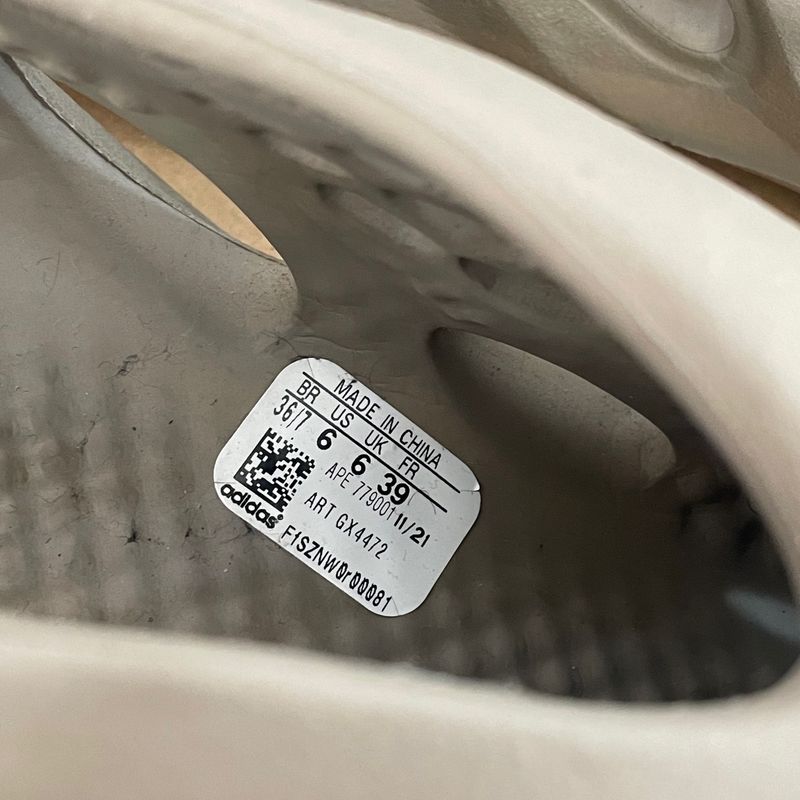 MADE IN CHINA
BR US UK FR
36/7 6 6 39
APE 779001 11/21
ART GX4472
adidas
F1SZNW0r00081